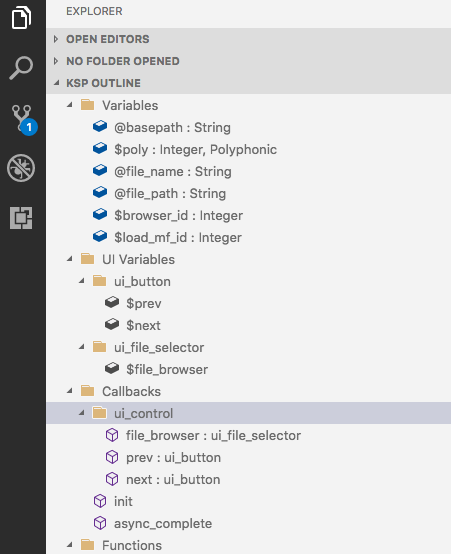 EXPLORER
OPEN EDITORS
NO FOLDER OPENED
KSP OUTLINE
Variables
@basepath : String
$poly : Integer, Polyphonic
@file_name : String
@file_path : String
$browser_id : Integer
$load_mf_id : Integer
UI Variables
ui_button
$prev
$next
ui_file_selector
$file_browser
Callbacks
ui_control
file_browser : ui_file_selector
prev : ui_button
next : ui_button
init
async_complete
Functions
1